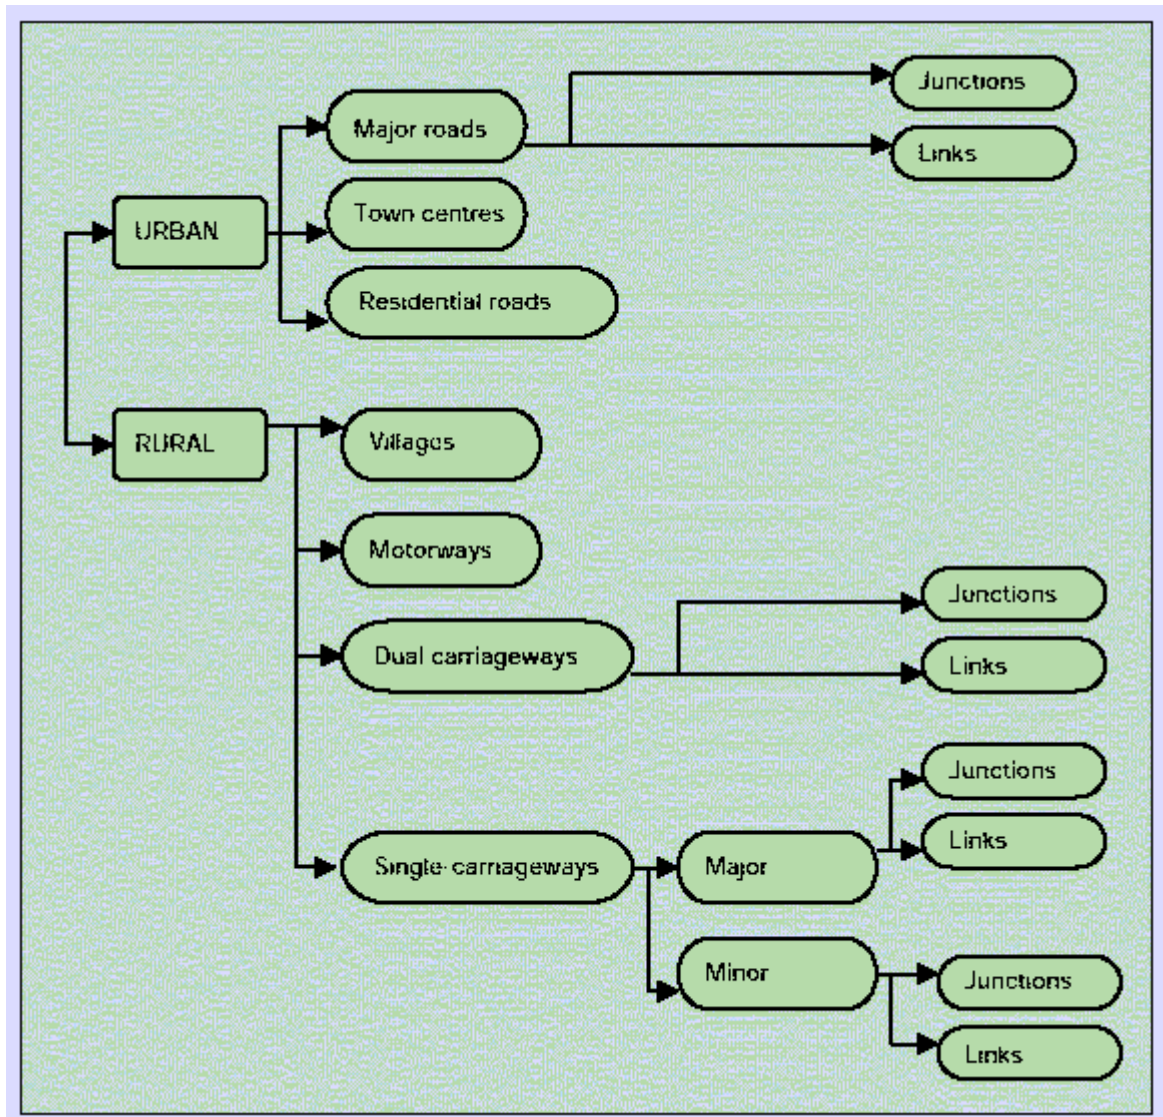 Junctions
Major roads
Links
Town centres
URBAN
Residential roads
RURAL
Villages
Motorways
Junctions
Dual carriageways
Links
Junctions
Links
Single carriageways
Major
Minor
Junctions
Links